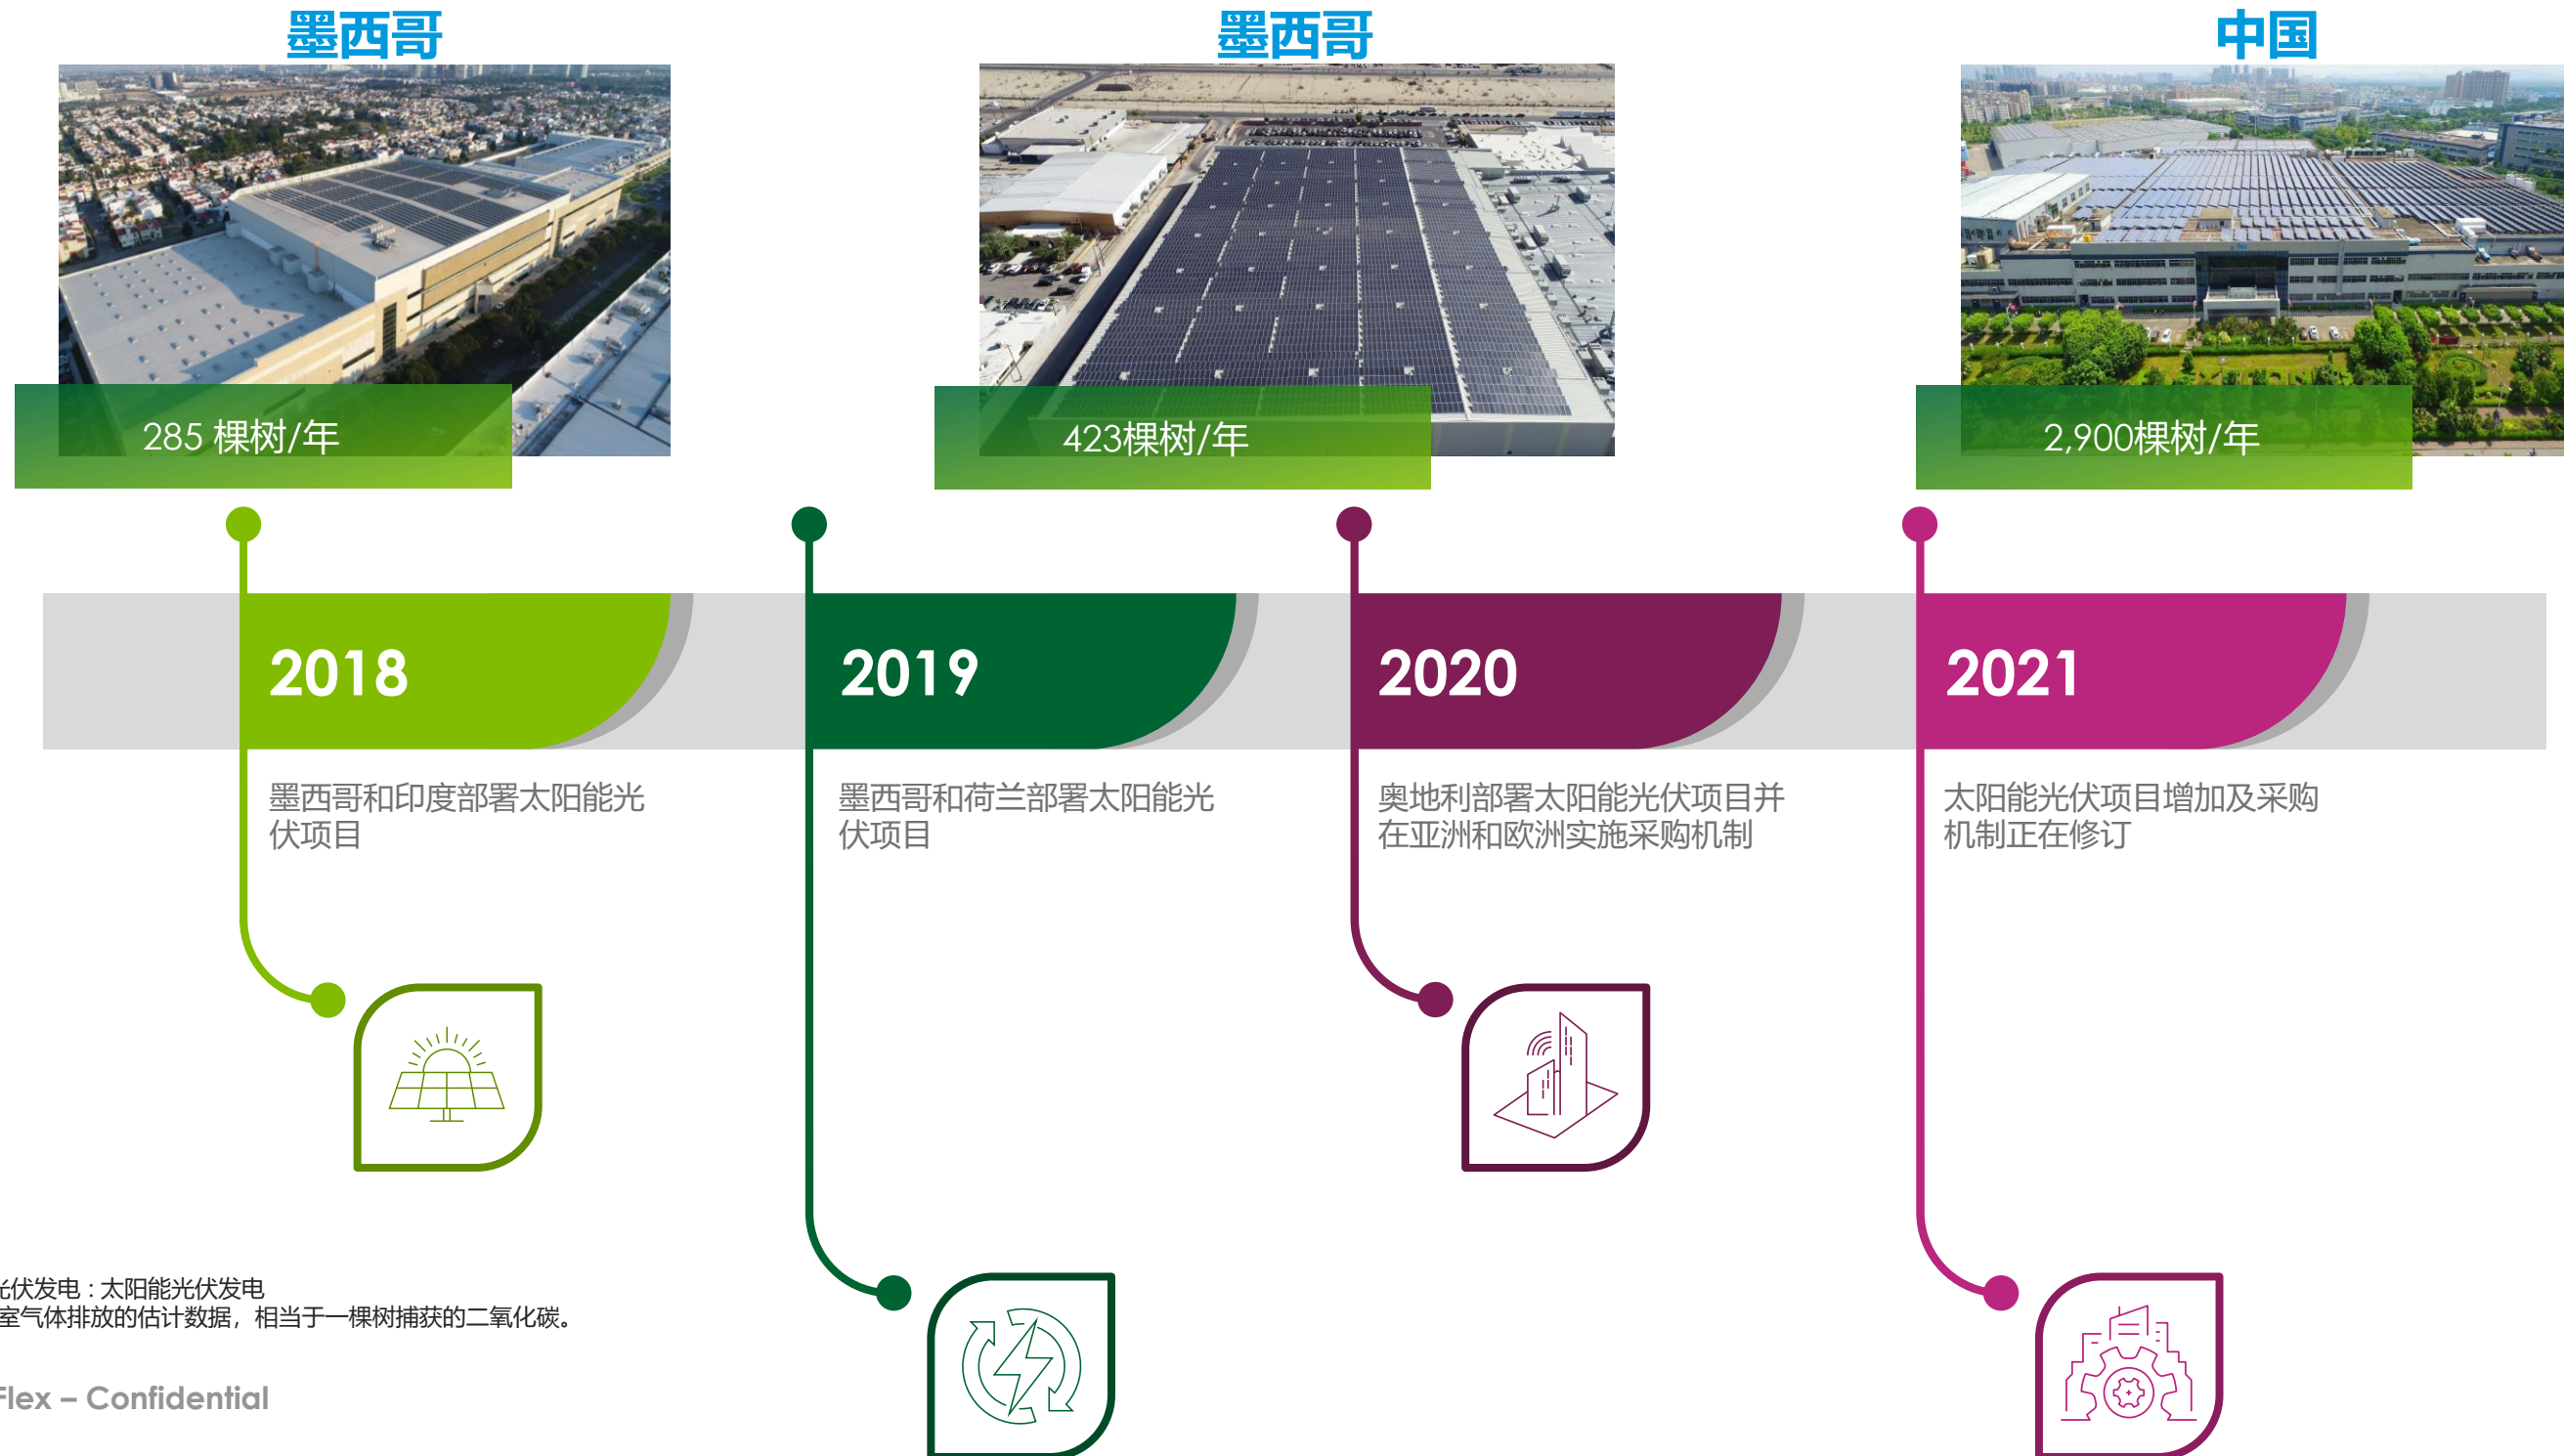 墨西哥
墨西哥
中国
285 棵树/年
423棵树/年
2,900棵树/年
2018
2019
2020
2021
墨西哥和印度部署太阳能光
伏项目
墨西哥和荷兰部署太阳能光
伏项目
奥地利部署太阳能光伏项目并
在亚洲和欧洲实施采购机制
太阳能光伏项目增加及采购
机制正在修订
光伏发电：太阳能光伏发电
室气体排放的估计数据，相当于一棵树捕获的二氧化碳。
Flex – Confidential